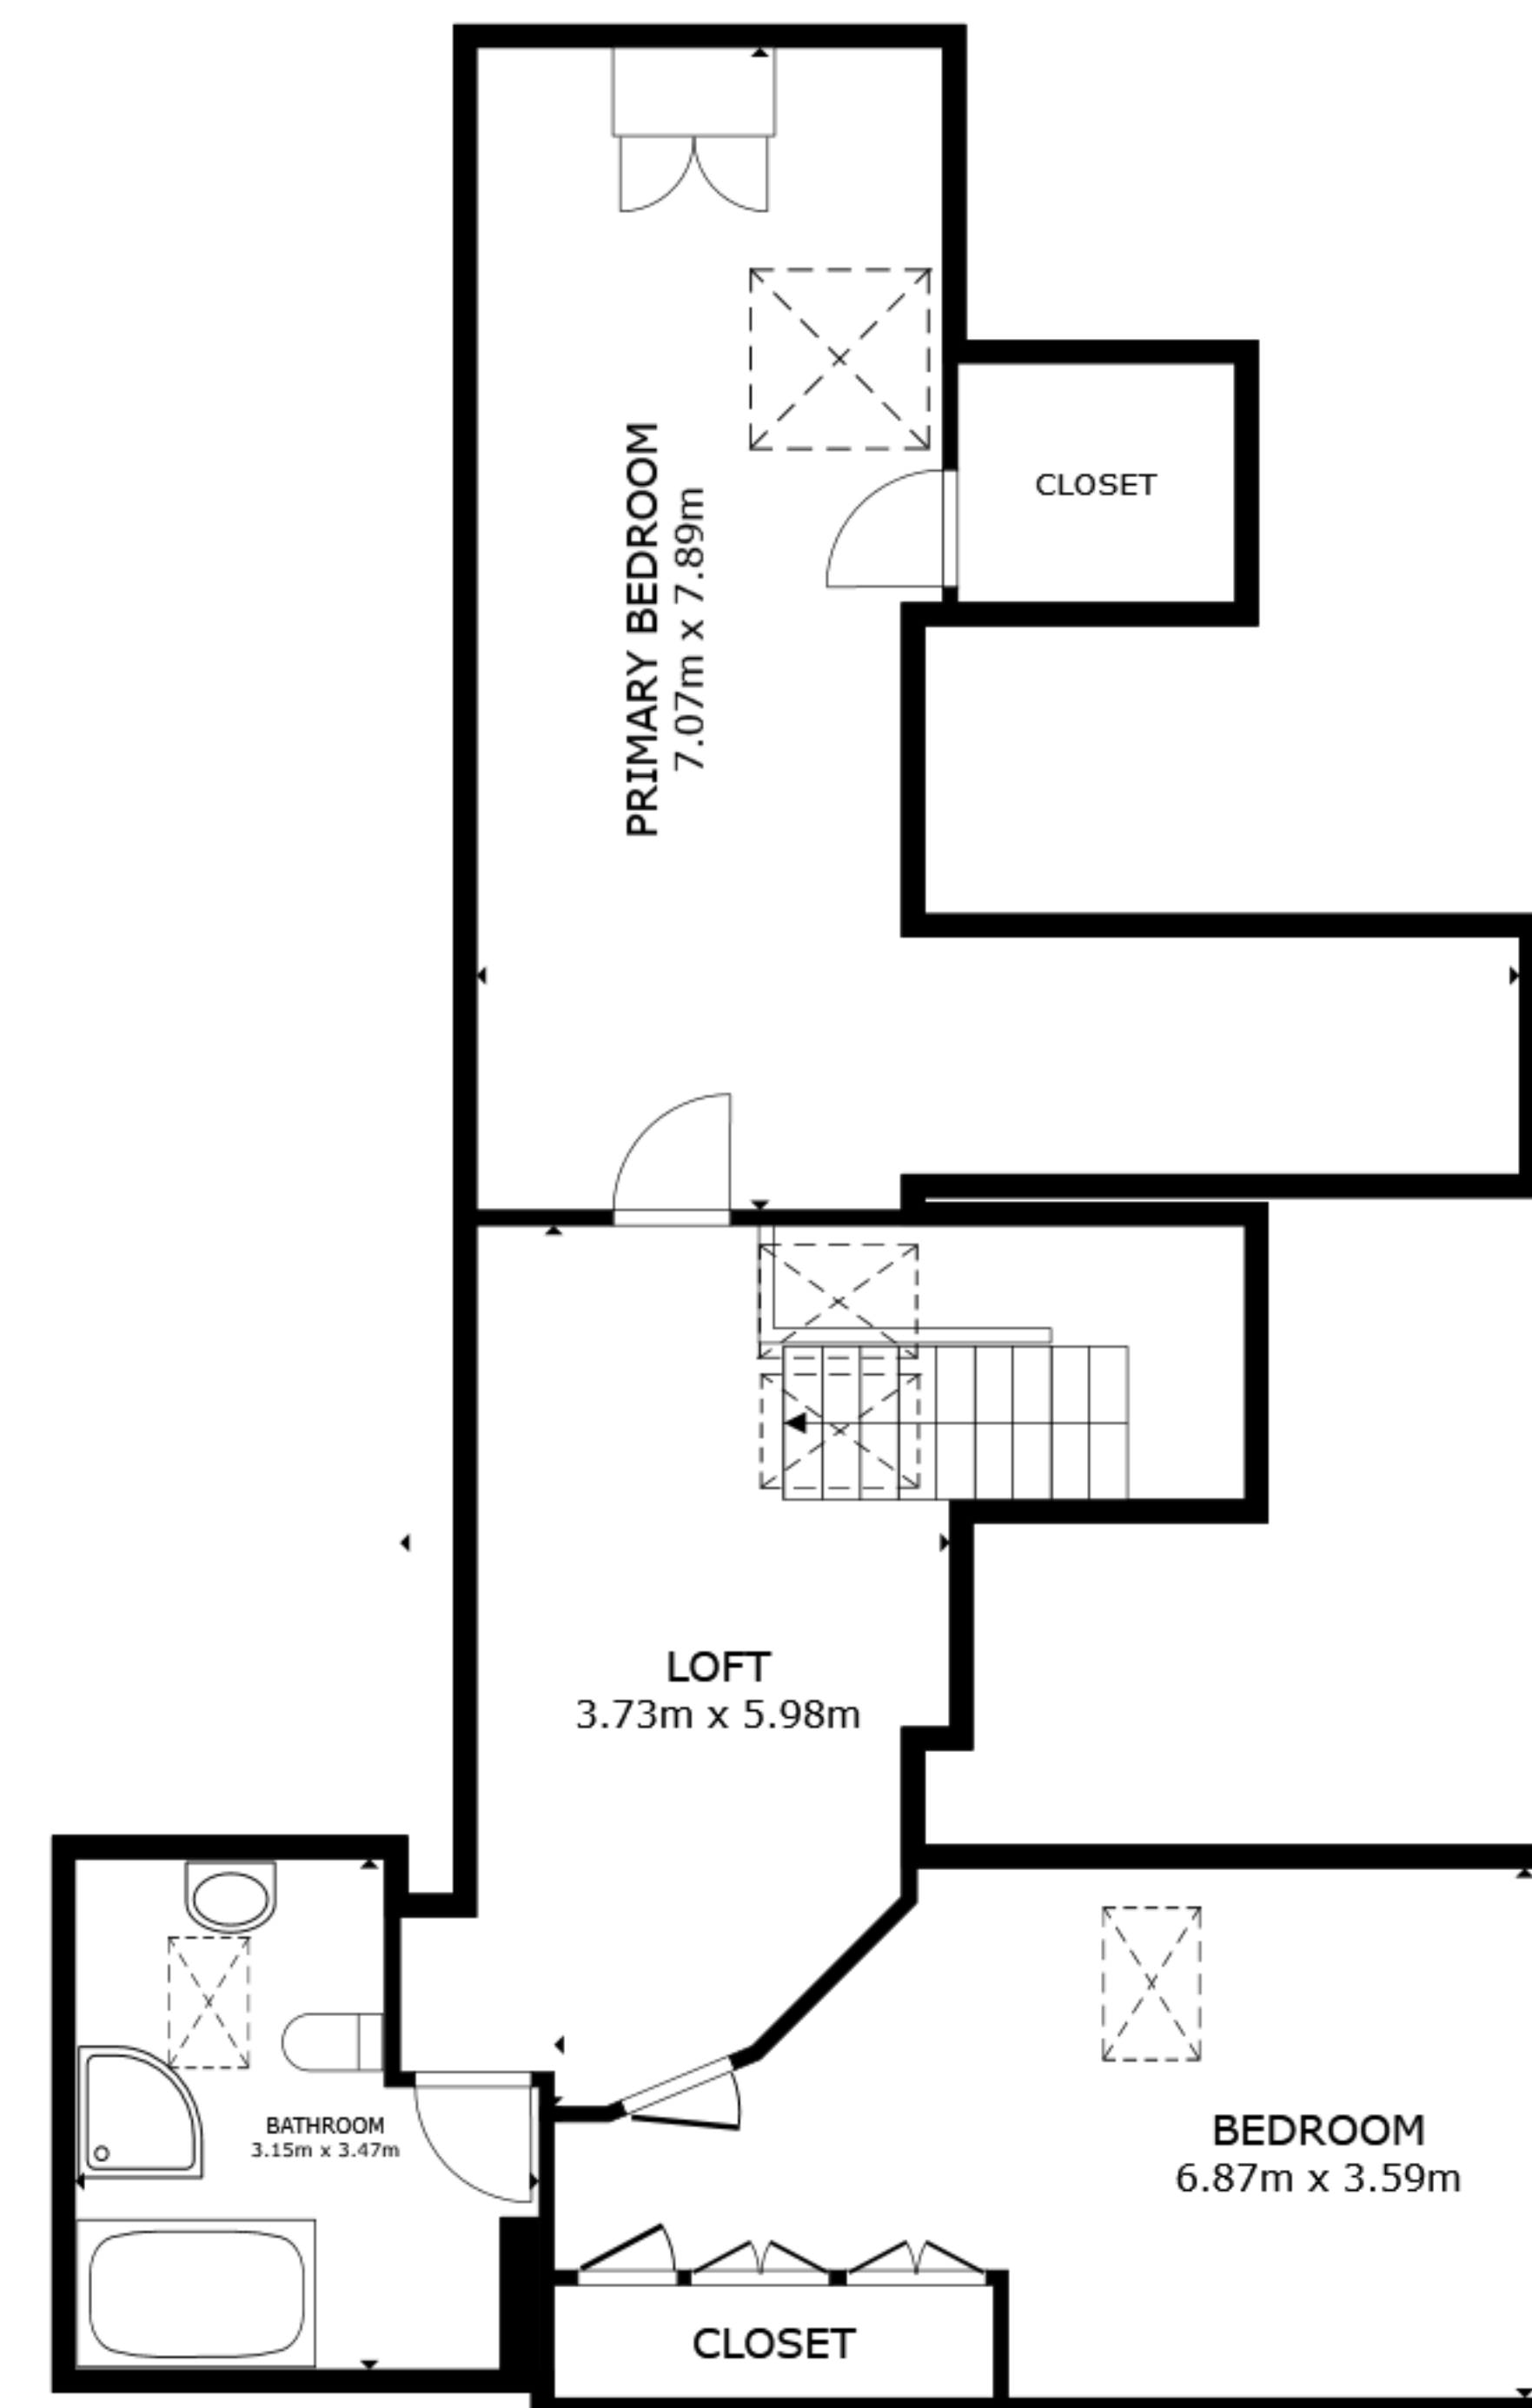 CLOSET
PRIMARY BEDROOM
7.07m x 7.89m
LOFT
3.73m x 5.98m
BATHROOM
3.15m x 3.47m
BEDROOM
6.87m x 3.59m
CLOSET